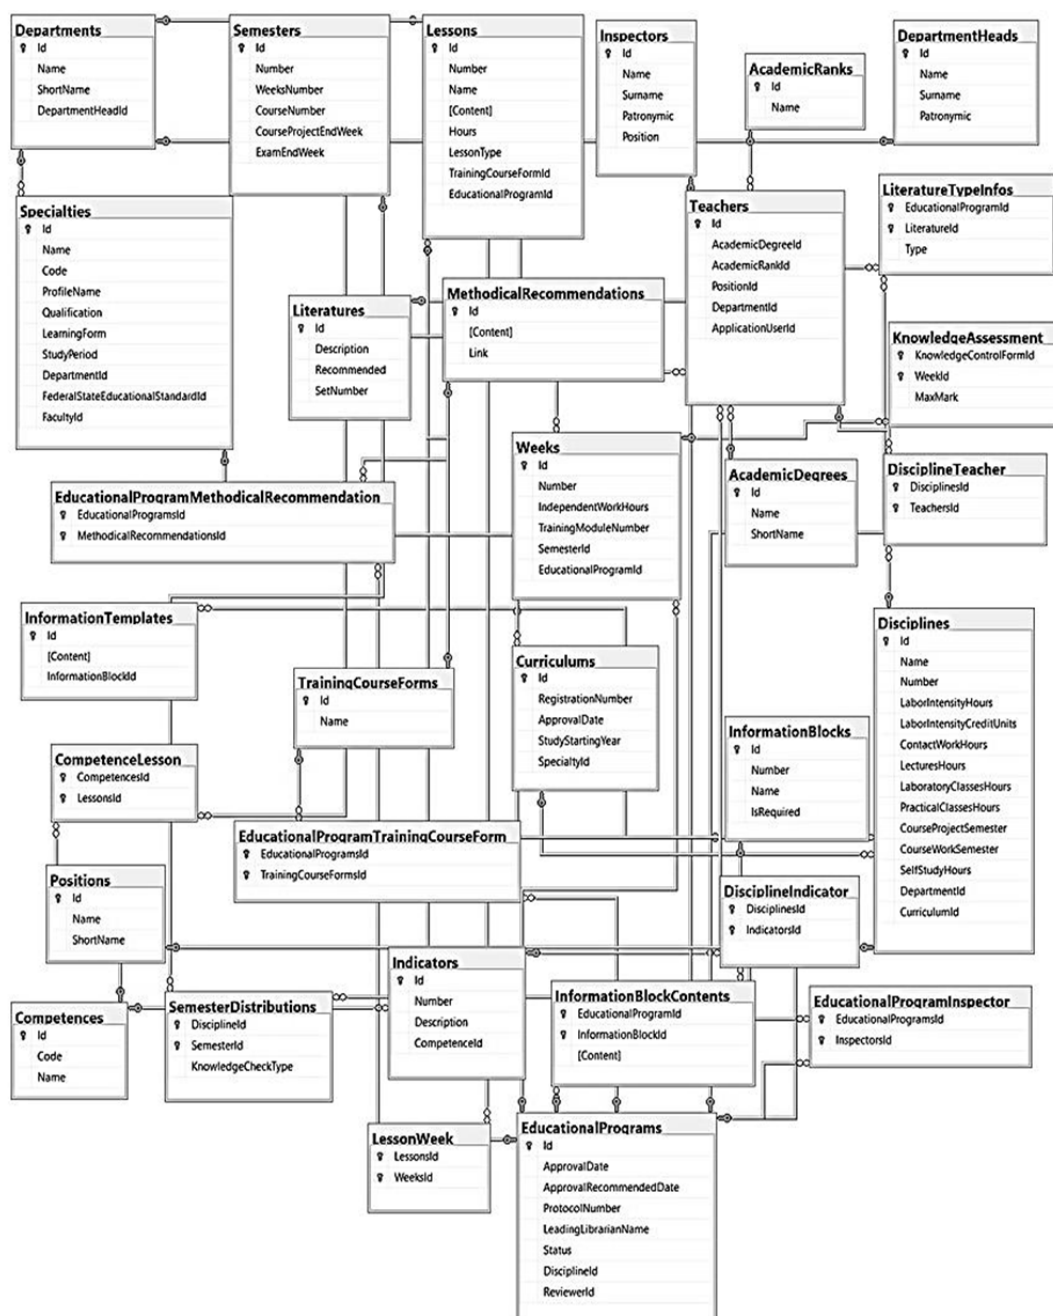 Departments
Id
Name
ShortName
DepartmentHeadId
Semesters
Id
Number
WeeksNumber
CourseNumber
CourseProjectEndWeek
ExamEndWeek
Lessons
Id
Number
Name
[Content]
Hours
LessonType
TrainingCourseFormId
EducationalProgramId
Inspectors
Id
Name
Surname
Patronymic
Position
AcademicRanks
Id
Name
DepartmentHeads
Id
Name
Surname
Patronymic
Specialties
Id
Name
Code
ProfileName
Qualification
LearningForm
StudyPeriod
DepartmentId
FederalStateEducationalStandardId
FacultyId
Literatures
Id
Description
Recommended
SetNumber
MethodicalRecommendations
Id
[Content]
Link
Teachers
Id
AcademicDegreeId
AcademicRankId
PositionId
DepartmentId
ApplicationUserId
LiteratureTypeInfos
EducationalProgramId
LiteratureId
Type
KnowledgeAssessment
KnowledgeControlFormId
WeekId
MaxMark
EducationalProgramMethodicalRecommendation
EducationalProgramsId
MethodicalRecommendationsId
Weeks
Id
Number
IndependentWorkHours
TrainingModuleNumber
SemesterId
EducationalProgramId
AcademicDegrees
Id
Name
ShortName
DisciplineTeacher
DisciplinesId
TeachersId
InformationTemplates
Id
[Content]
InformationBlockId
TrainingCourseForms
Id
Name
Curriculums
Id
RegistrationNumber
ApprovalDate
StudyStartingYear
SpecialtyId
InformationBlocks
Id
Number
Name
IsRequired
Disciplines
Id
Name
Number
LaborIntensityHours
LaborIntensityCreditUnits
ContactWorkHours
LecturesHours
LaboratoryClassesHours
PracticalClassesHours
CourseProjectSemester
CourseWorkSemester
SelfStudyHours
DepartmentId
CurriculumId
CompetenceLesson
CompetencesId
LessonsId
EducationalProgramTrainingCourseForm
EducationalProgramsId
TrainingCourseFormsId
Positions
Id
Name
ShortName
DisciplineIndicator
DisciplinesId
IndicatorsId
Competences
Id
Code
Name
SemesterDistributions
DisciplineId
SemesterId
KnowledgeCheckType
Indicators
Id
Number
Description
CompetenceId
InformationBlockContents
EducationalProgramId
InformationBlockId
[Content]
EducationalProgramInspector
EducationalProgramsId
InspectorsId
LessonWeek
LessonsId
WeeksId
EducationalPrograms
Id
ApprovalDate
ApprovalRecommendedDate
ProtocolNumber
LeadingLibrarianName
Status
DisciplineId
ReviewerId